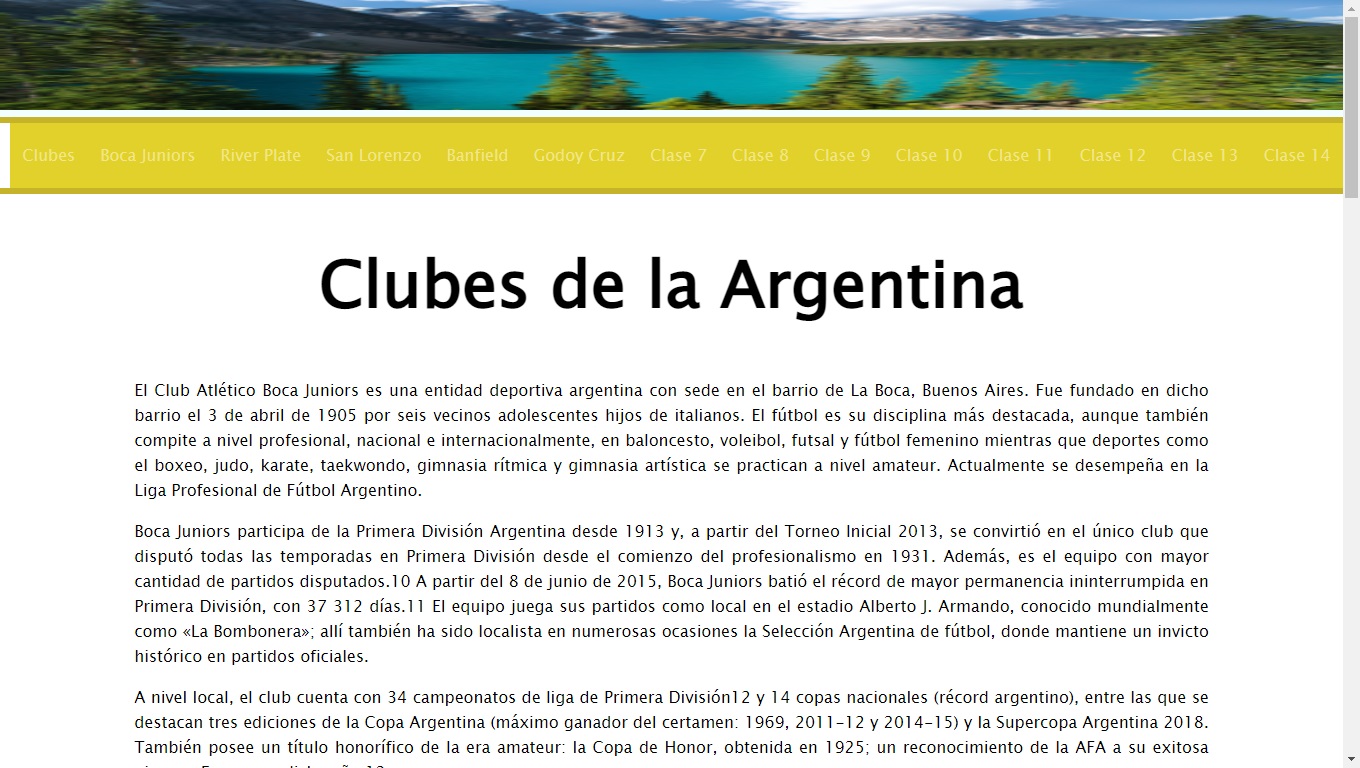 Clubes Boca Juniors River Plate San Lorenzo Banfield Godoy Cruz Clase 7 Clase 8 Clase 9 Clase 10 Clase 11 Clase 12 Clase 13 Clase 14
Clubes de la Argentina
El Club Atlético Boca Juniors es una entidad deportiva argentina con sede en el barrio de La Boca, Buenos Aires. Fue fundado en dicho
barrio el 3 de abril de 1905 por seis vecinos adolescentes hijos de italianos. El fútbol es su disciplina más destacada, aunque también
compite a nivel profesional, nacional e internacionalmente, en baloncesto, voleibol, futsal y fútbol femenino mientras que deportes como
el boxeo, judo, karate, taekwondo, gimnasia rítmica y gimnasia artística se practican a nivel amateur. Actualmente se desempeña en la
Liga Profesional de Fútbol Argentino.
Boca Juniors participa de la Primera División Argentina desde 1913 y, a partir del Torneo Inicial 2013, se convirtió en el único club que
disputó todas las temporadas en Primera División desde el comienzo del profesionalismo en 1931. Además, es el equipo con mayor
cantidad de partidos disputados.10 A partir del 8 de junio de 2015, Boca Juniors batió el récord de mayor permanencia ininterrumpida en
Primera División, con 37 312 días.11 El equipo juega sus partidos como local en el estadio Alberto J. Armando, conocido mundialmente
como «La Bombonera»; allí también ha sido localista en numerosas ocasiones la Selección Argentina de fútbol, donde mantiene un invicto
histórico en partidos oficiales.
A nivel local, el club cuenta con 34 campeonatos de liga de Primera División12 y 14 copas nacionales (récord argentino), entre las que se
destacan tres ediciones de la Copa Argentina (máximo ganador del certamen: 1969, 2011-12 y 2014-15) y la Supercopa Argentina 2018.
También posee un título honorífico de la era amateur: la Copa de Honor, obtenida en 1925; un reconocimiento de la AFA a su exitosa